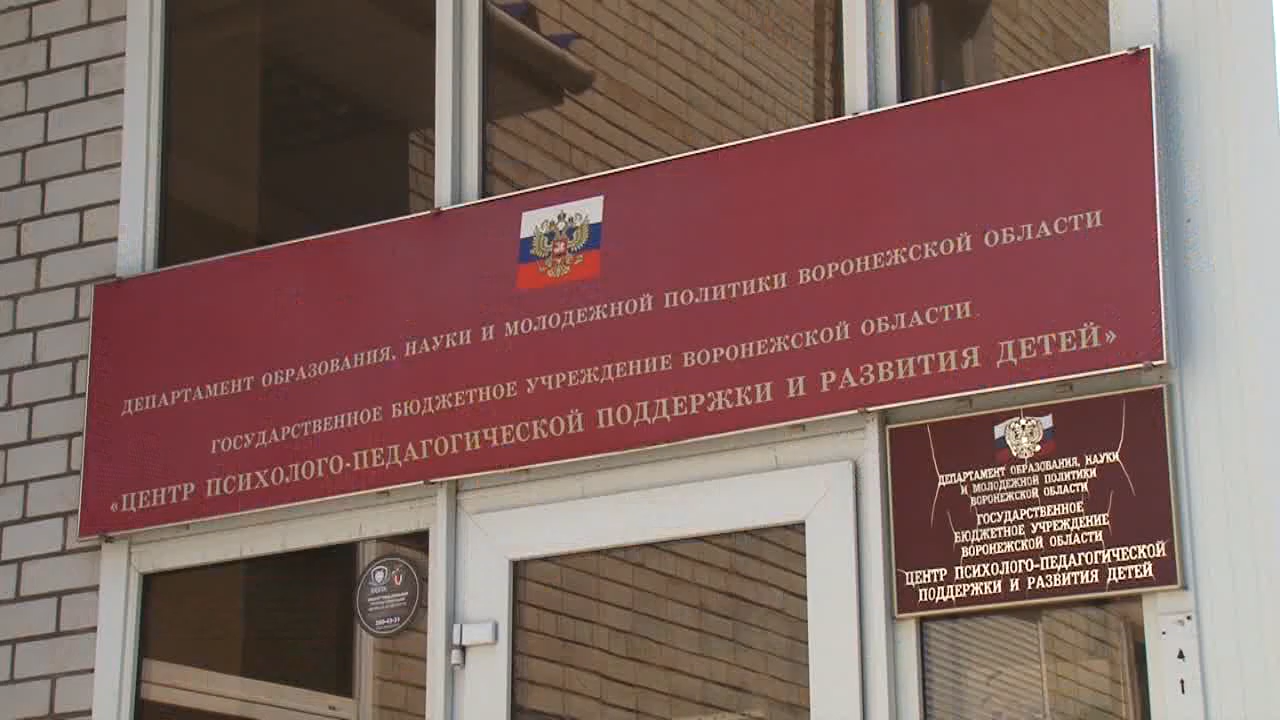 ДЕПАРТАМЕНТ ОБРАЗОВАНИЯ, НАУКИ И МОЛОДЕЖНОЙ ПОЛИТИКИ ВОРОНЕЖСКОЙ ОБЛАСТИ
ГОСУДАРСТВЕННОЕ БЮДЖЕТНОЕ УЧРЕЖДЕНИЕ ВОРОНЕЖСКОЙ ОБЛАСТИ
«ЦЕНТР ПСИХОЛОГО-ПЕДАГОГИЧЕСКОЙ ПОДДЕРЖКИ И РАЗВИТИЯ ДЕТЕЙ»
ДЕПАРТАМЕНТ ОБРАЗОВАНИЯ, НАУКИ
И МОЛОДЕЖНОЙ ПОЛИТИКИ
ВОРОНЕЖСКОЙ ОБЛАСТИ
ГОСУДАРСТВЕННОЕ
БЮДЖЕТНОЕ УЧРЕЖДЕНИЕ
ВОРОНЕЖСКОЙ ОБЛАСТИ
ЦЕНТР ПСИХОЛОГО-ПЕДАГОГИЧЕСКОЙ
ПОДДЕРЖКИ И РАЗВИТИЯ ДЕТЕЙ